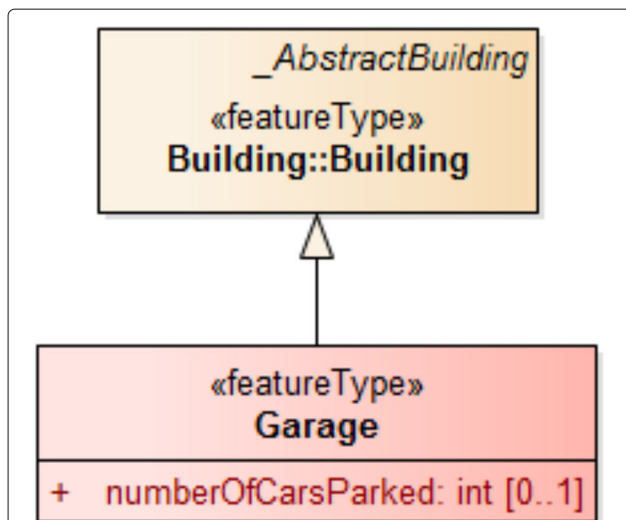 _AbstractBuilding
«featureType»
Building::Building
«featureType»
Garage
+ numberOfCarsParked: int [0..1]